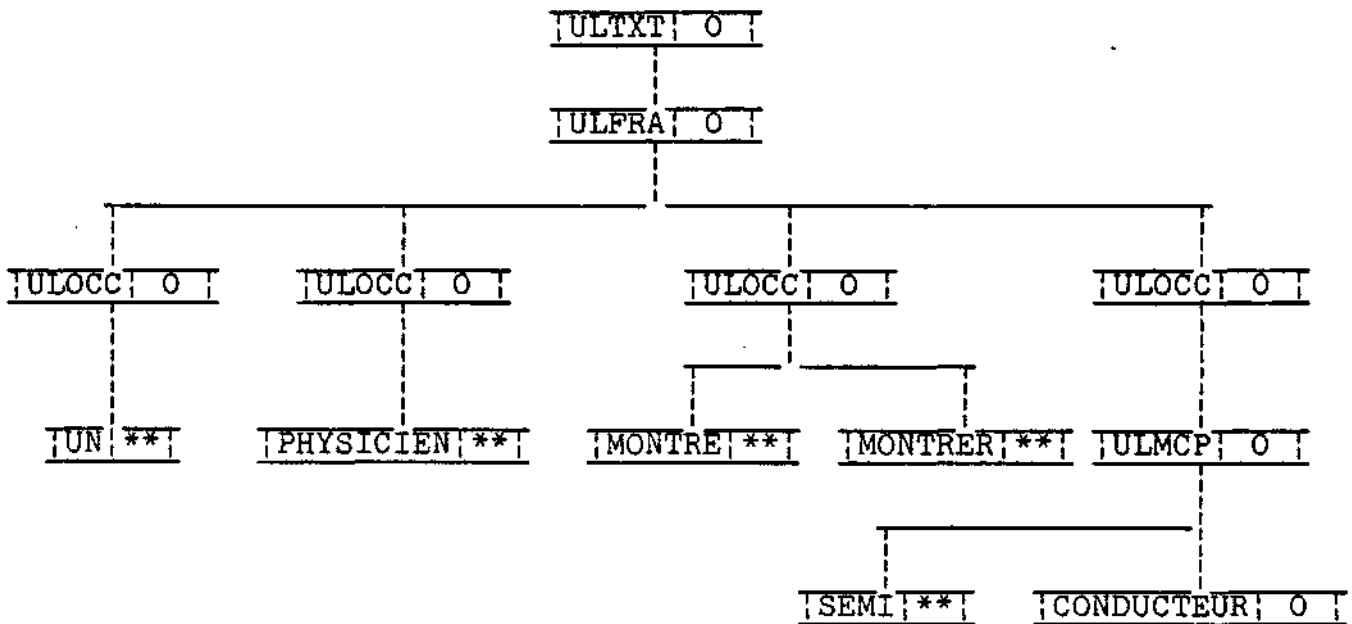 ULTXT 0
ULFRA 0
ULOCC 0 ULOCC 0 ULOCC 0 ULOCC 0
UN ** PHYSICIEN ** MONTRE ** MONTRER ** ULMCP 0
SEMI ** CONDUCTEUR 0